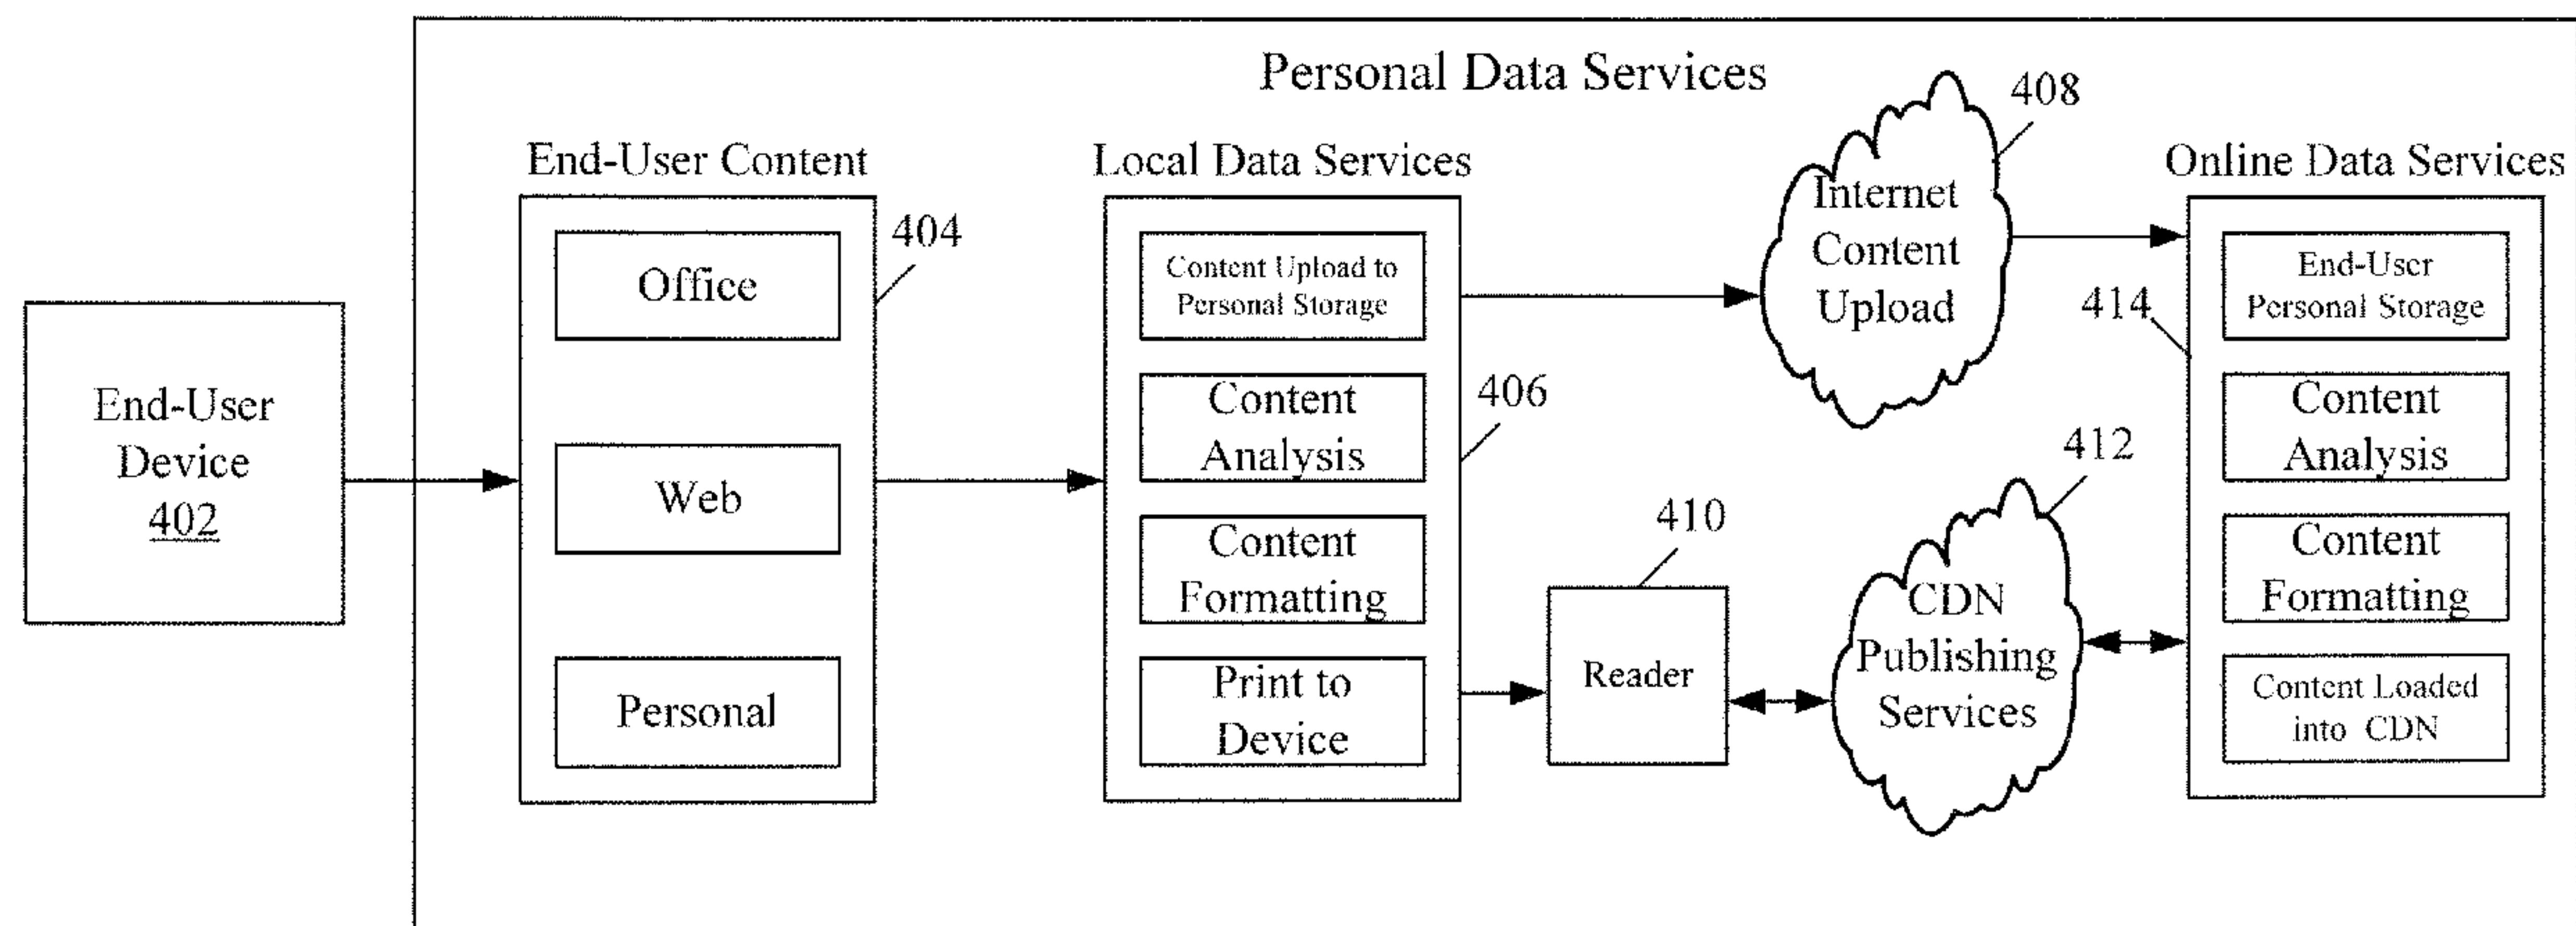 Personal Data Services
End-User
Device
402
End-User Content
404
Office
Web
Personal
Local Data Services
406
Content Upload to
Personal Storage
Content
Analysis
Content
Formatting
Print to
Device
408
Internet
Content
Upload
410
Reader
412
CDN
Publishing
Services
Online Data Services
414
End-User
Personal Storage
Content
Analysis
Content
Formatting
Content Loaded
into CDN